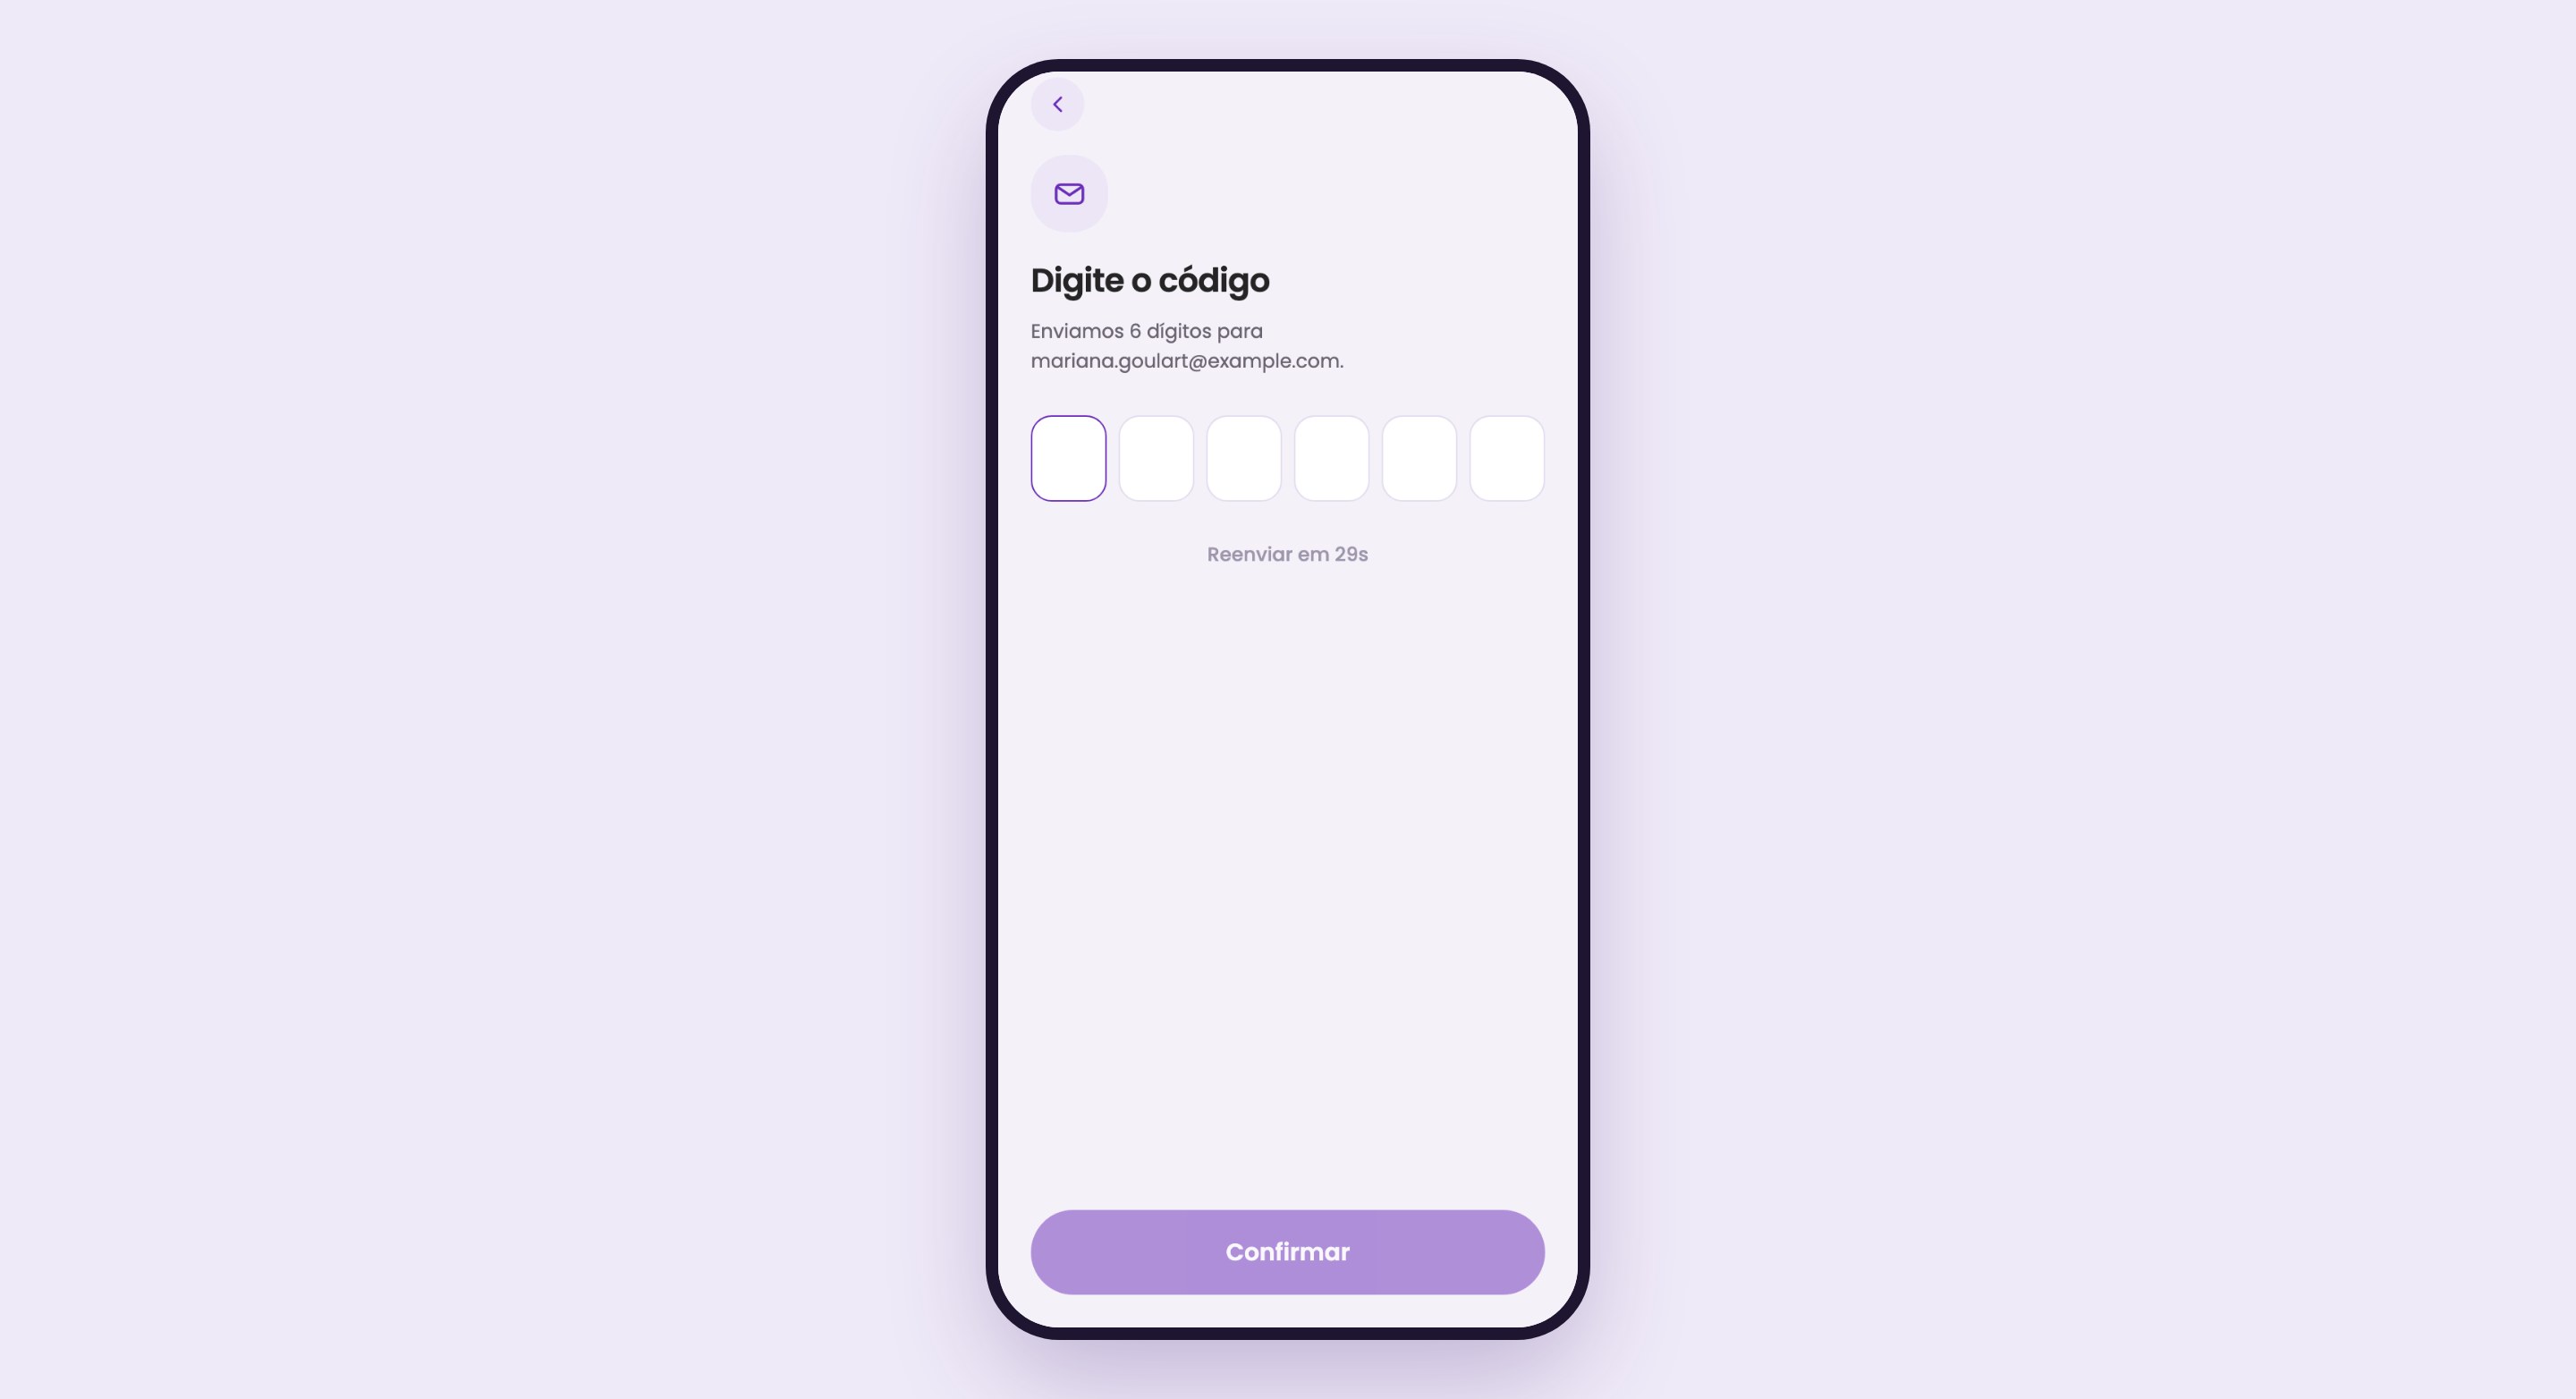 Digite o código
Enviamos 6 dígitos para
mariana.goulart@example.com.
Reenviar em 29s
Confirmar